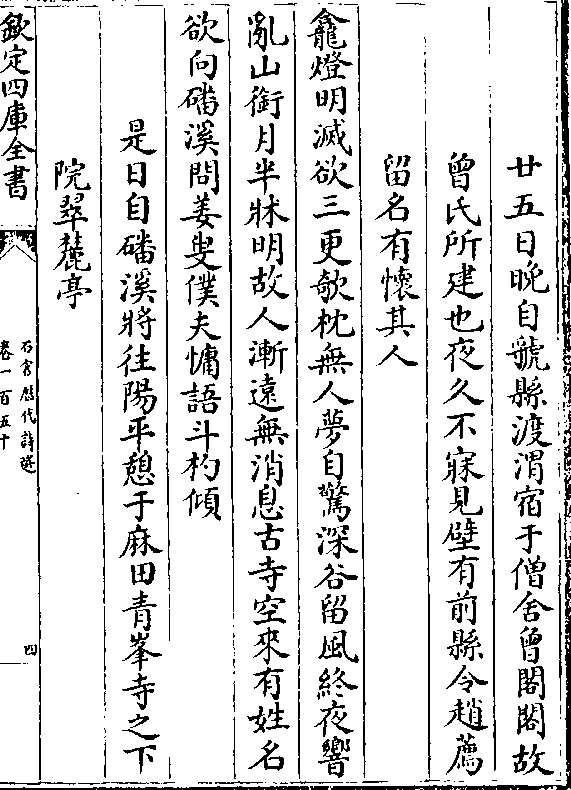 廿五日晚自虢縣渡渭宿于僧舍曾閣閣故
曾氏所建也夜久不寐見壁有前縣令趙薦
留名有懷其人
龕燈明滅欲三更欹枕無人夢自驚深谷留風終夜響
亂山銜月半牀明故人漸遠無消息古寺空來有姓名
欲向磻溪問姜叟僕夫慵語斗杓傾
是日自磻溪將往陽平憩于麻田青峯寺之下
院翠麓亭
欽定四庫全書
石倉歷代詩選
卷一百五十
四